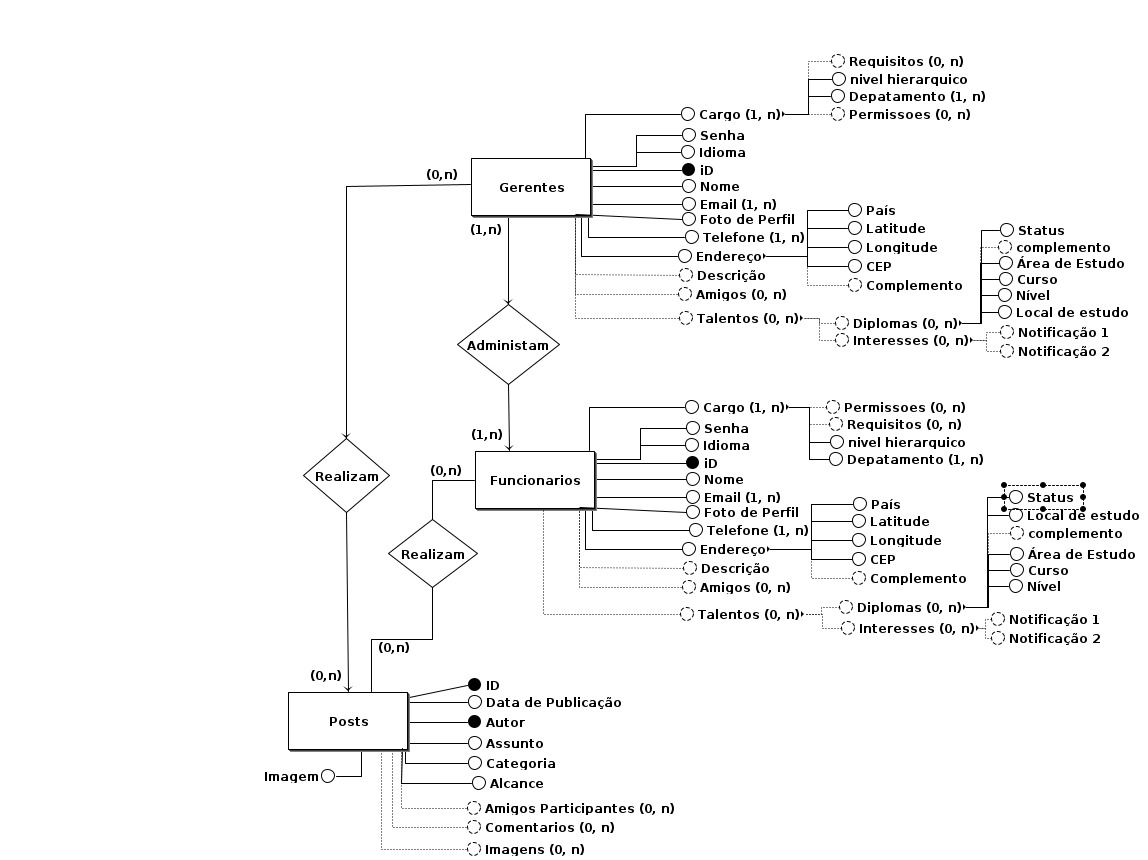 Requisitos (0, n)
nivel hierarquico
Depatamento (1, n)
Cargo (1, n)
Permissoes (0, n)
Senha
Idioma
iD
(0,n)
Gerentes
Nome
Email (1, n)
Foto de Perfil
País
(1,n)
Telefone (1, n)
Latitude
Status
Longitude
complemento
Endereço
CEP
Área de Estudo
Descrição
Curso
Complemento
Amigos (0, n)
Nível
Local de estudo
Talentos (0, n)
Diplomas (0, n)
Notificação 1
Interesses (0, n)
Administam
Notificação 2
Cargo (1, n)
Permissoes (0, n)
Senha
Requisitos (0, n)
(1,n)
Idioma
nivel hierarquico
iD
Depatamento (1, n)
(0,n)
Realizam
Funcionarios
Nome
Email (1, n)
Status
País
Foto de Perfil
Local de estudo
Latitude
Telefone (1, n)
complemento
Longitude
Realizam
Endereço
Área de Estudo
CEP
Descrição
Curso
Complemento
Amigos (0, n)
Nível
Talentos (0, n)
Diplomas (0, n)
Notificação 1
Interesses (0, n)
Notificação 2
(0,n)
(0,n)
ID
Data de Publicação
Posts
Autor
Assunto
Categoria
Imagem
Alcance
Amigos Participantes (0, n)
Comentarios (0, n)
Imagens (0, n)